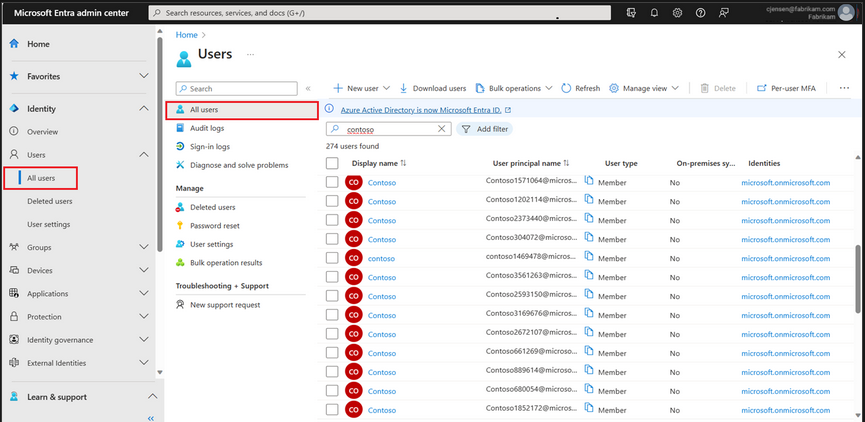 Microsoft Entra admin center
Search resources, services, and docs (G+/)
cjensen@fabrikam.com
Fabrikam
Home
Favorites
Identity
Overview
Users
All users
Deleted users
User settings
Groups
Devices
Applications
Protection
Identity governance
External Identities
Learn & support
Home
Users
Search
All users
Audit logs
Sign-in logs
Diagnose and solve problems
Manage
Deleted users
Password reset
User settings
Bulk operation results
Troubleshooting + Support
New support request
New user Download users Bulk operations Refresh Manage view Delete Per-user MFA
Azure Active Directory is now Microsoft Entra ID.
contoso Add filter
274 users found
Display name User principal name User type On-premises sy... Identities
CO Contoso Contoso1571064@micros... Member No microsoft.onmicrosoft.com
CO Contoso Contoso1202114@micros... Member No microsoft.onmicrosoft.com
CO Contoso Contoso2373440@micros... Member No microsoft.onmicrosoft.com
CO Contoso Contoso304072@microso... Member No microsoft.onmicrosoft.com
CO contoso contoso1469478@micros... Member No microsoft.onmicrosoft.com
CO Contoso Contoso3561263@micros... Member No microsoft.onmicrosoft.com
CO Contoso Contoso2593150@micros... Member No microsoft.onmicrosoft.com
CO Contoso Contoso3169676@micros... Member No microsoft.onmicrosoft.com
CO Contoso Contoso2672107@micros... Member No microsoft.onmicrosoft.com
CO Contoso Contoso661269@microso... Member No microsoft.onmicrosoft.com
CO Contoso Contoso889614@microso... Member No microsoft.onmicrosoft.com
CO Contoso Contoso680054@microso... Member No microsoft.onmicrosoft.com
CO Contoso Contoso1852172@micros... Member No microsoft.onmicrosoft.com